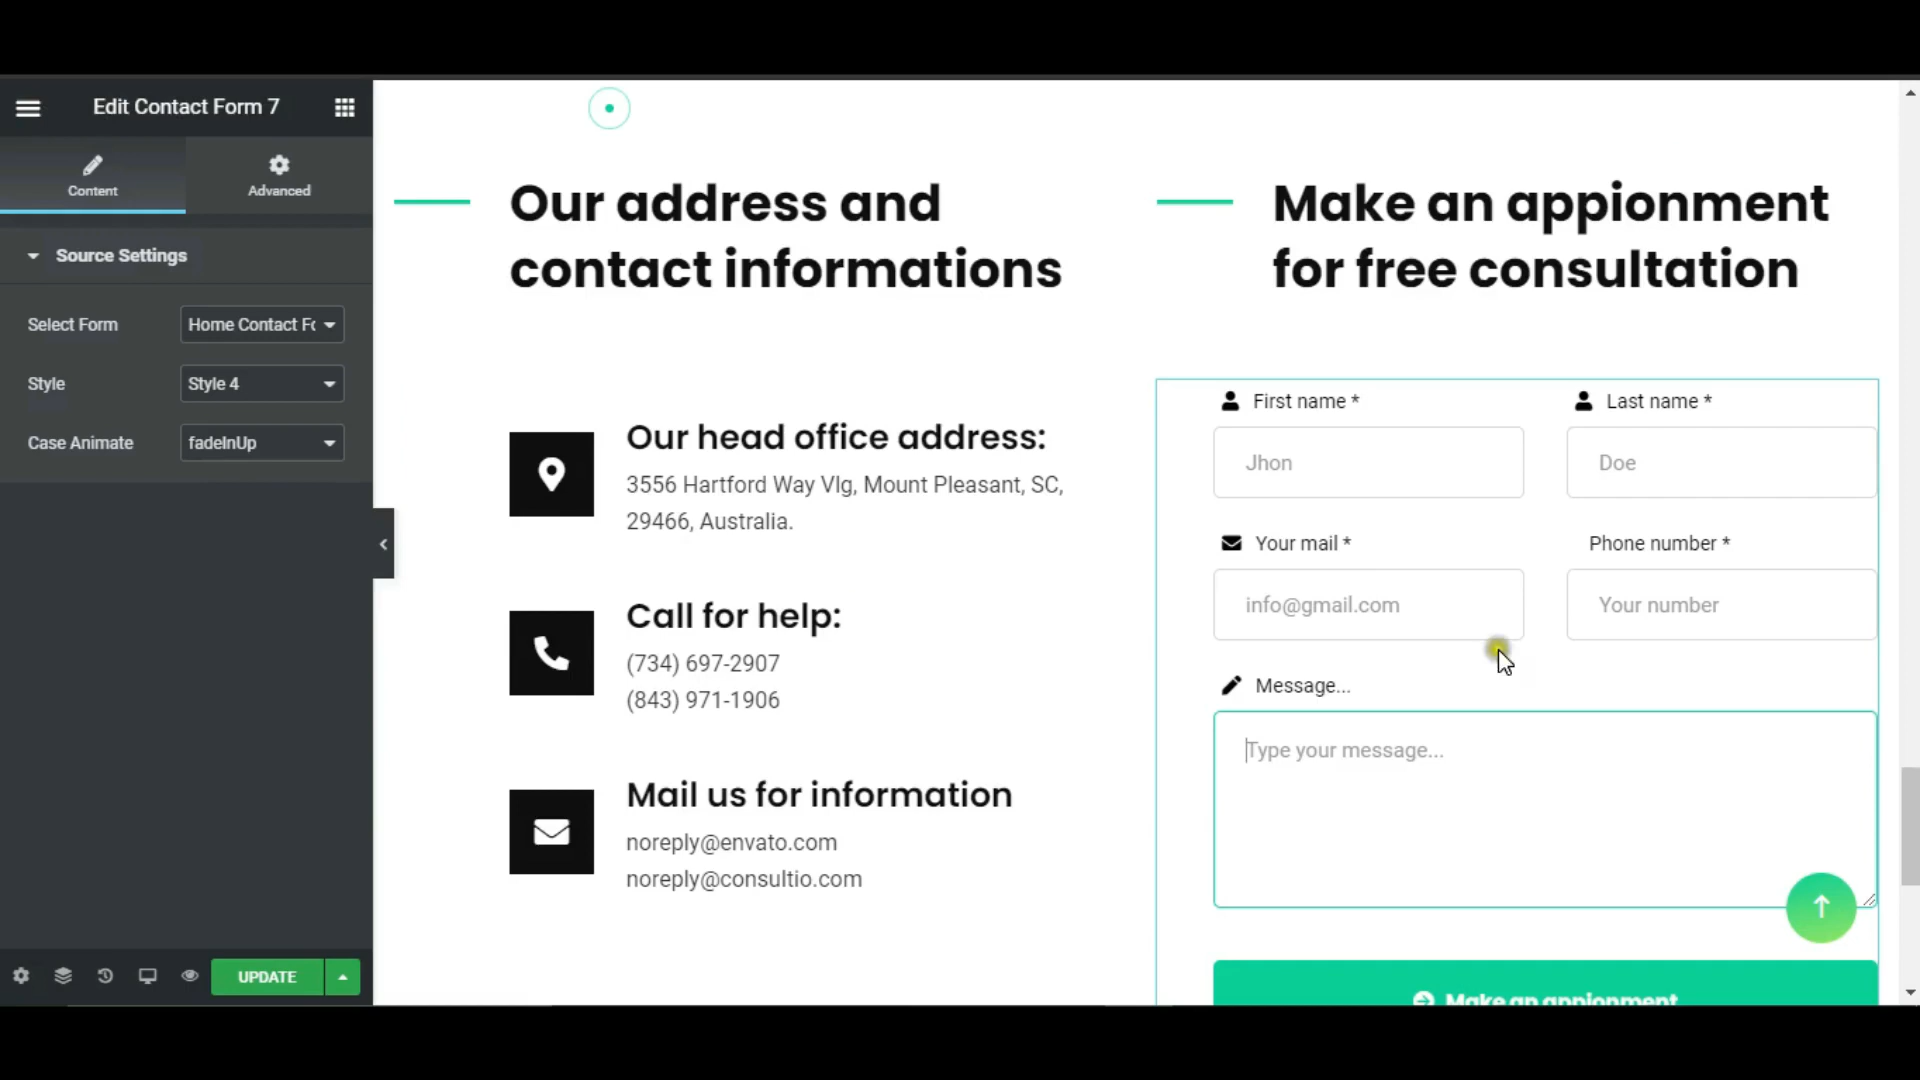 Edit Contact Form 7
Content
Advanced
Source Settings
Select Form
Home Contact Fo
Style
Style 4
Case Animate
fadeInUp
UPDATE
Our address and
contact informations
Our head office address:
3556 Hartford Way Vlg, Mount Pleasant, SC,
29466, Australia.
Call for help:
(734) 697-2907
(843) 971-1906
Mail us for information
noreply@envato.com
noreply@consultio.com
Make an appionment
for free consultation
First name *
Last name *
Jhon
Doe
Your mail *
Phone number *
info@gmail.com
Your number
Message...
Type your message...
Make an appionment